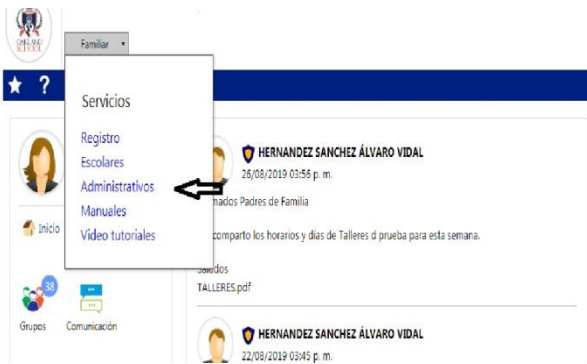 OAKLAND
SCHOOL
Familiar
?
Servicios
Registro
Escolares
Administrativos
Manuales
Video tutoriales
HERNANDEZ SANCHEZ ÁLVARO VIDAL
26/08/2019 03:56 p. m.
mados Padres de Familia
comparto los horarios y días de Talleres d prueba para esta semana.
Saludos
TALLERES.pdf
Inicio
38
Grupos
Comunicación
HERNANDEZ SANCHEZ ÁLVARO VIDAL
22/08/2019 03:45 p. m.